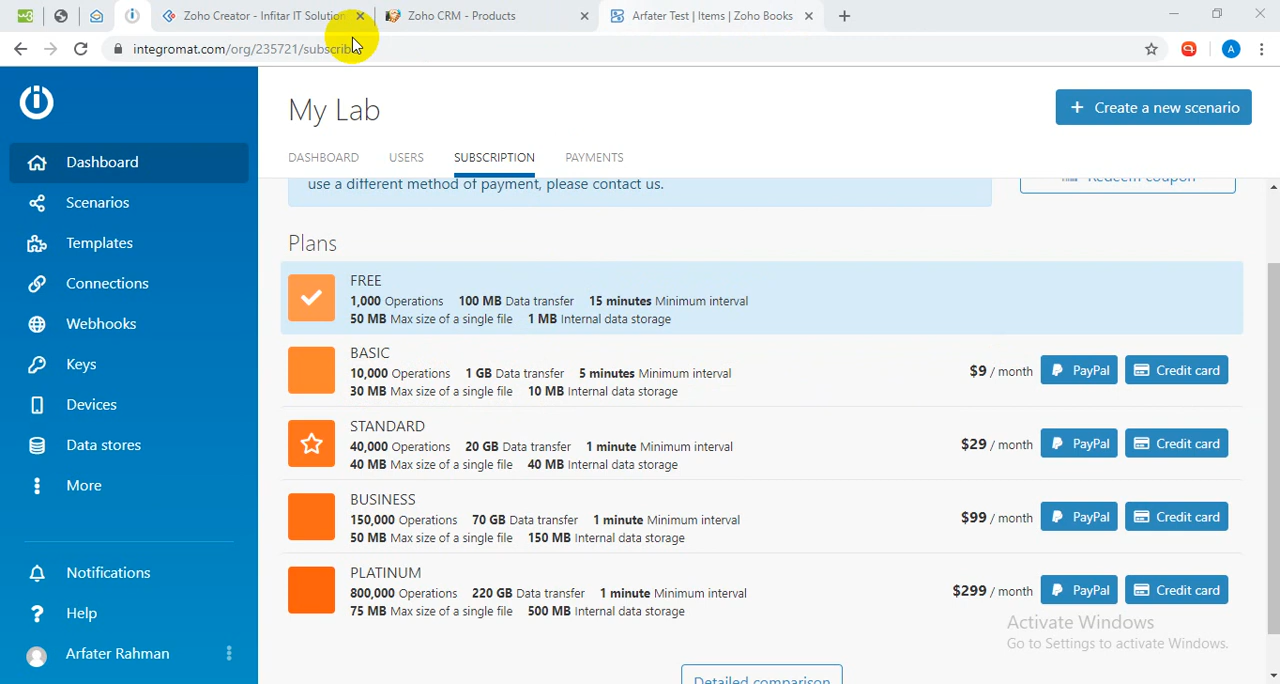 Zoho Creator - Infitar IT Solution
Zoho CRM - Products
Arfater Test | Items | Zoho Books
integromat.com/org/235721/subscrib
A
My Lab
+ Create a new scenario
DASHBOARD USERS SUBSCRIPTION PAYMENTS
Dashboard
Scenarios
Templates
Connections
Webhooks
Keys
Devices
Data stores
More
Notifications
Help
Arfater Rahman
use a different method of payment, please contact us.
Redeem coupon
Plans
FREE
1,000 Operations 100 MB Data transfer 15 minutes Minimum interval
50 MB Max size of a single file 1 MB Internal data storage
BASIC
10,000 Operations 1 GB Data transfer 5 minutes Minimum interval
30 MB Max size of a single file 10 MB Internal data storage
$9 / month PayPal Credit card
STANDARD
40,000 Operations 20 GB Data transfer 1 minute Minimum interval
40 MB Max size of a single file 40 MB Internal data storage
$29 / month PayPal Credit card
BUSINESS
150,000 Operations 70 GB Data transfer 1 minute Minimum interval
50 MB Max size of a single file 150 MB Internal data storage
$99 / month PayPal Credit card
PLATINUM
800,000 Operations 220 GB Data transfer 1 minute Minimum interval
75 MB Max size of a single file 500 MB Internal data storage
$299 / month PayPal Credit card
Activate Windows
Go to Settings to activate Windows.
Detailed comparison